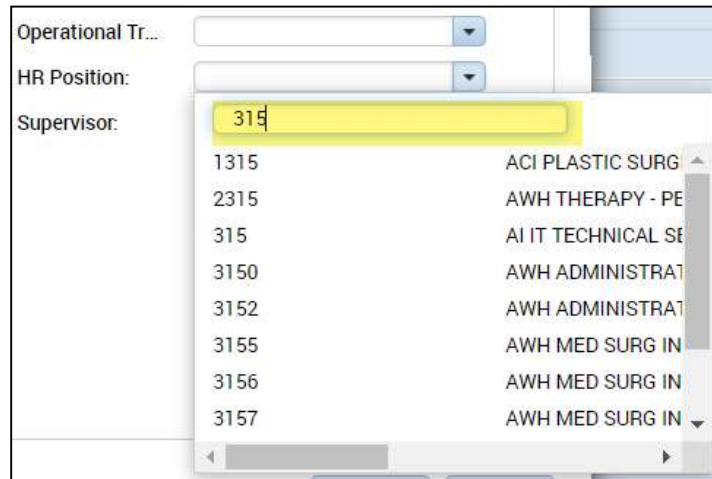 Operational Tr...
HR Position:
Supervisor:
315
1315 ACI PLASTIC SURG
2315 AWH THERAPY - PE
315 AI IT TECHNICAL SE
3150 AWH ADMINISTRAT
3152 AWH ADMINISTRAT
3155 AWH MED SURG IN
3156 AWH MED SURG IN
3157 AWH MED SURG IN